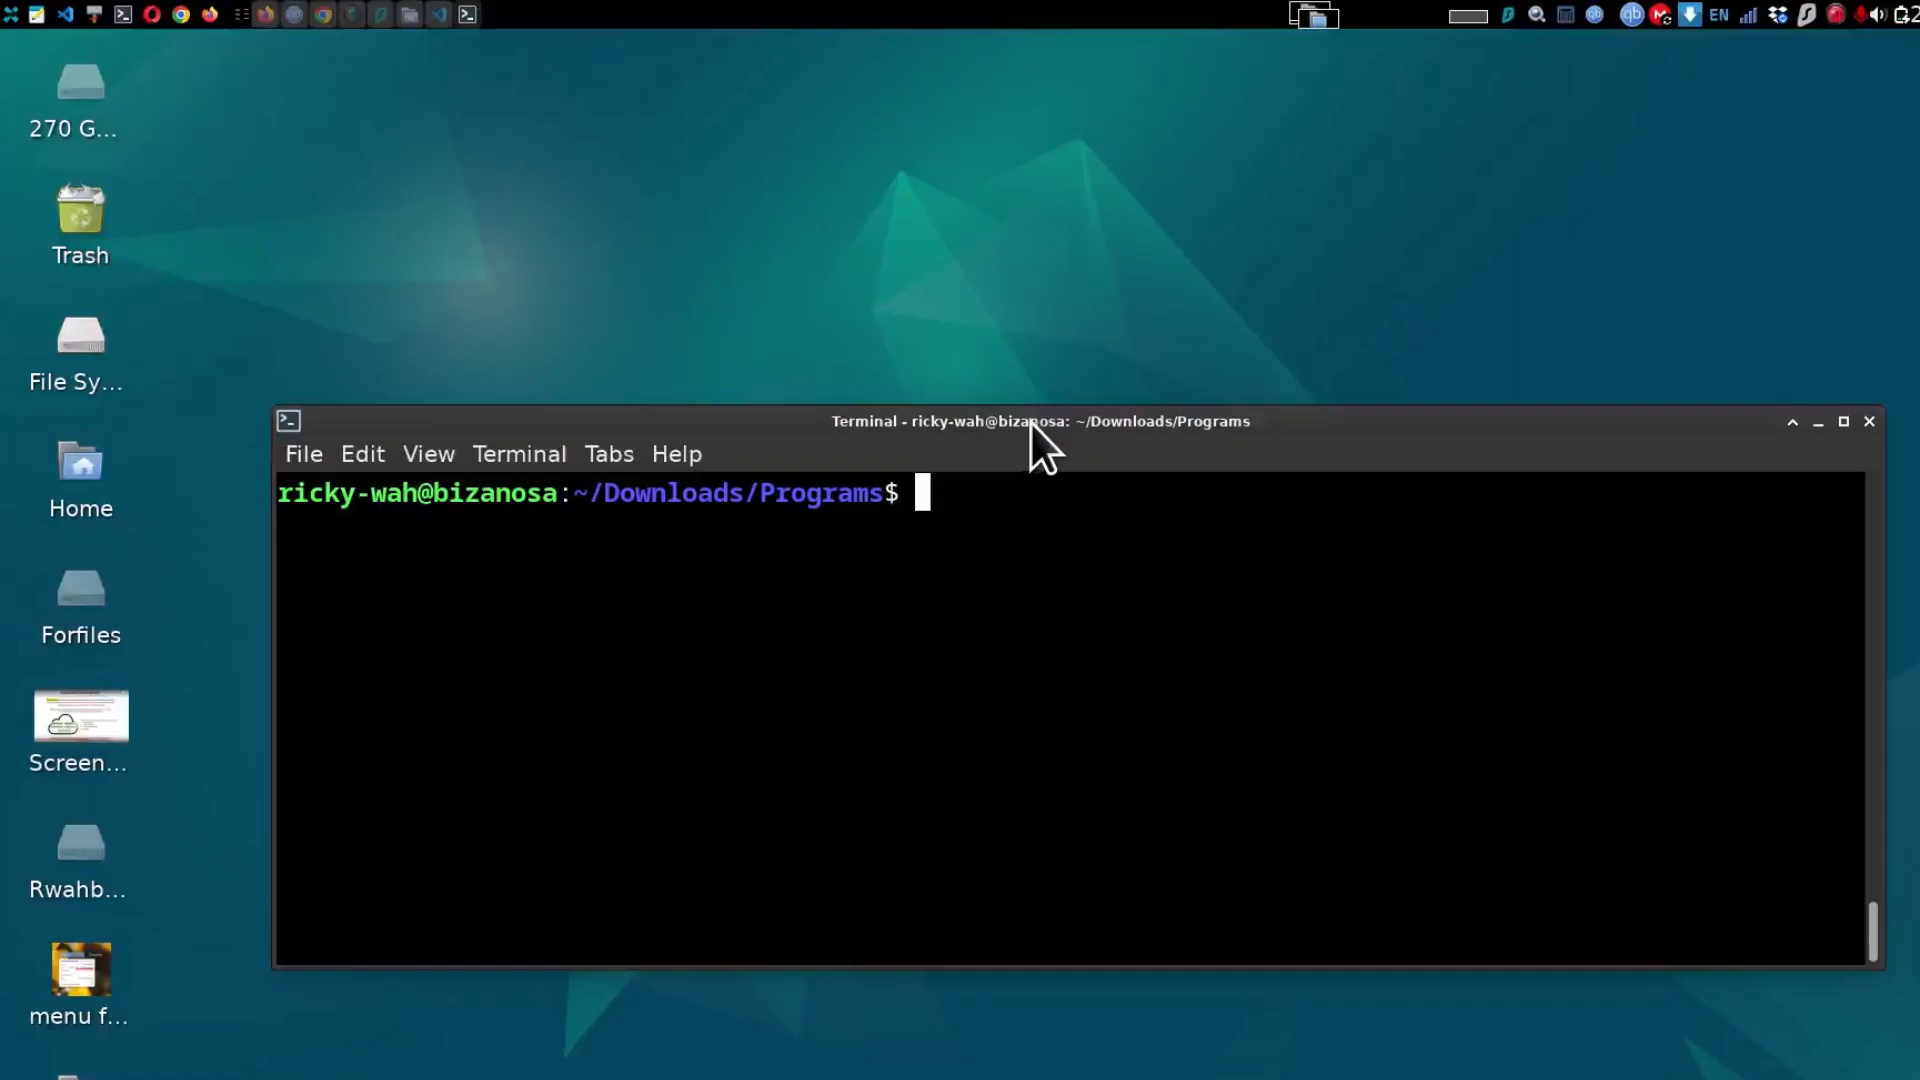 EN
270 G...
Trash
File Sy...
Home
Forfiles
Screen...
Rwahb...
menu f...
Terminal - ricky-wah@bizanosa: ~/Downloads/Programs
File Edit View Terminal Tabs Help
ricky-wah@bizanosa:~/Downloads/Programs$